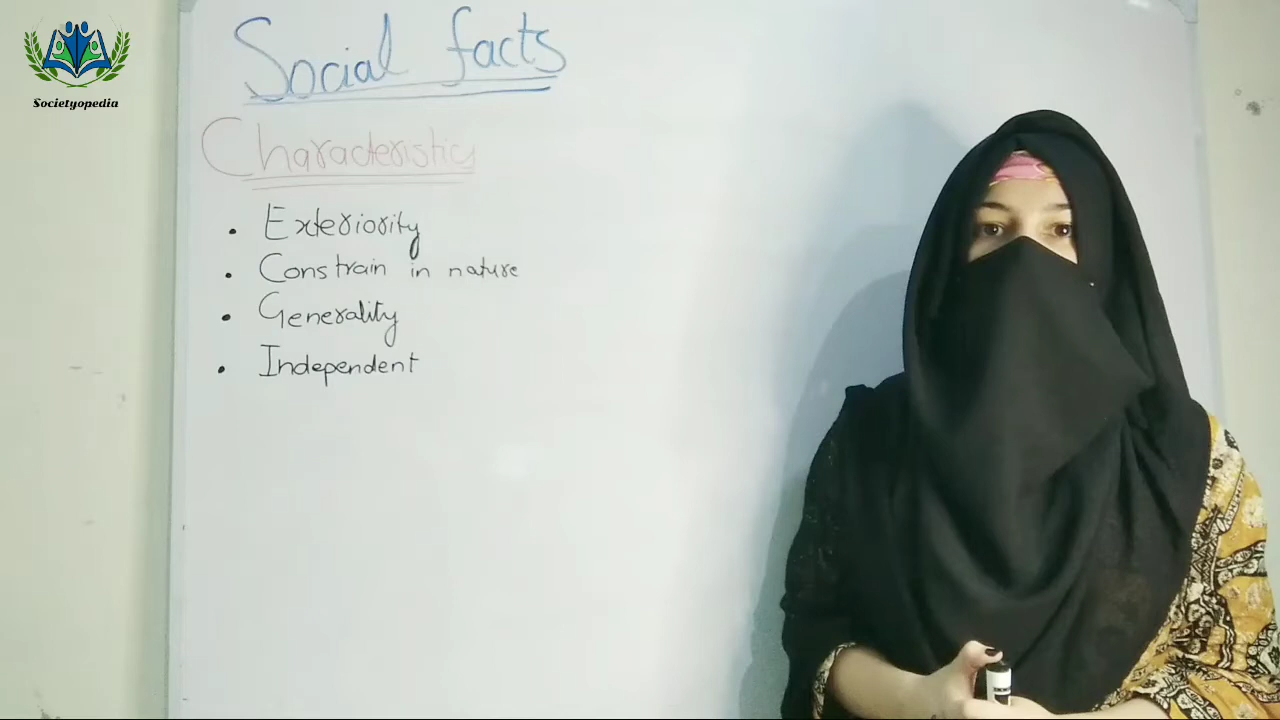 Societyopedia
Social facts
Characteristics
• Exteriority
• Constrain in nature
• Generality
• Independent